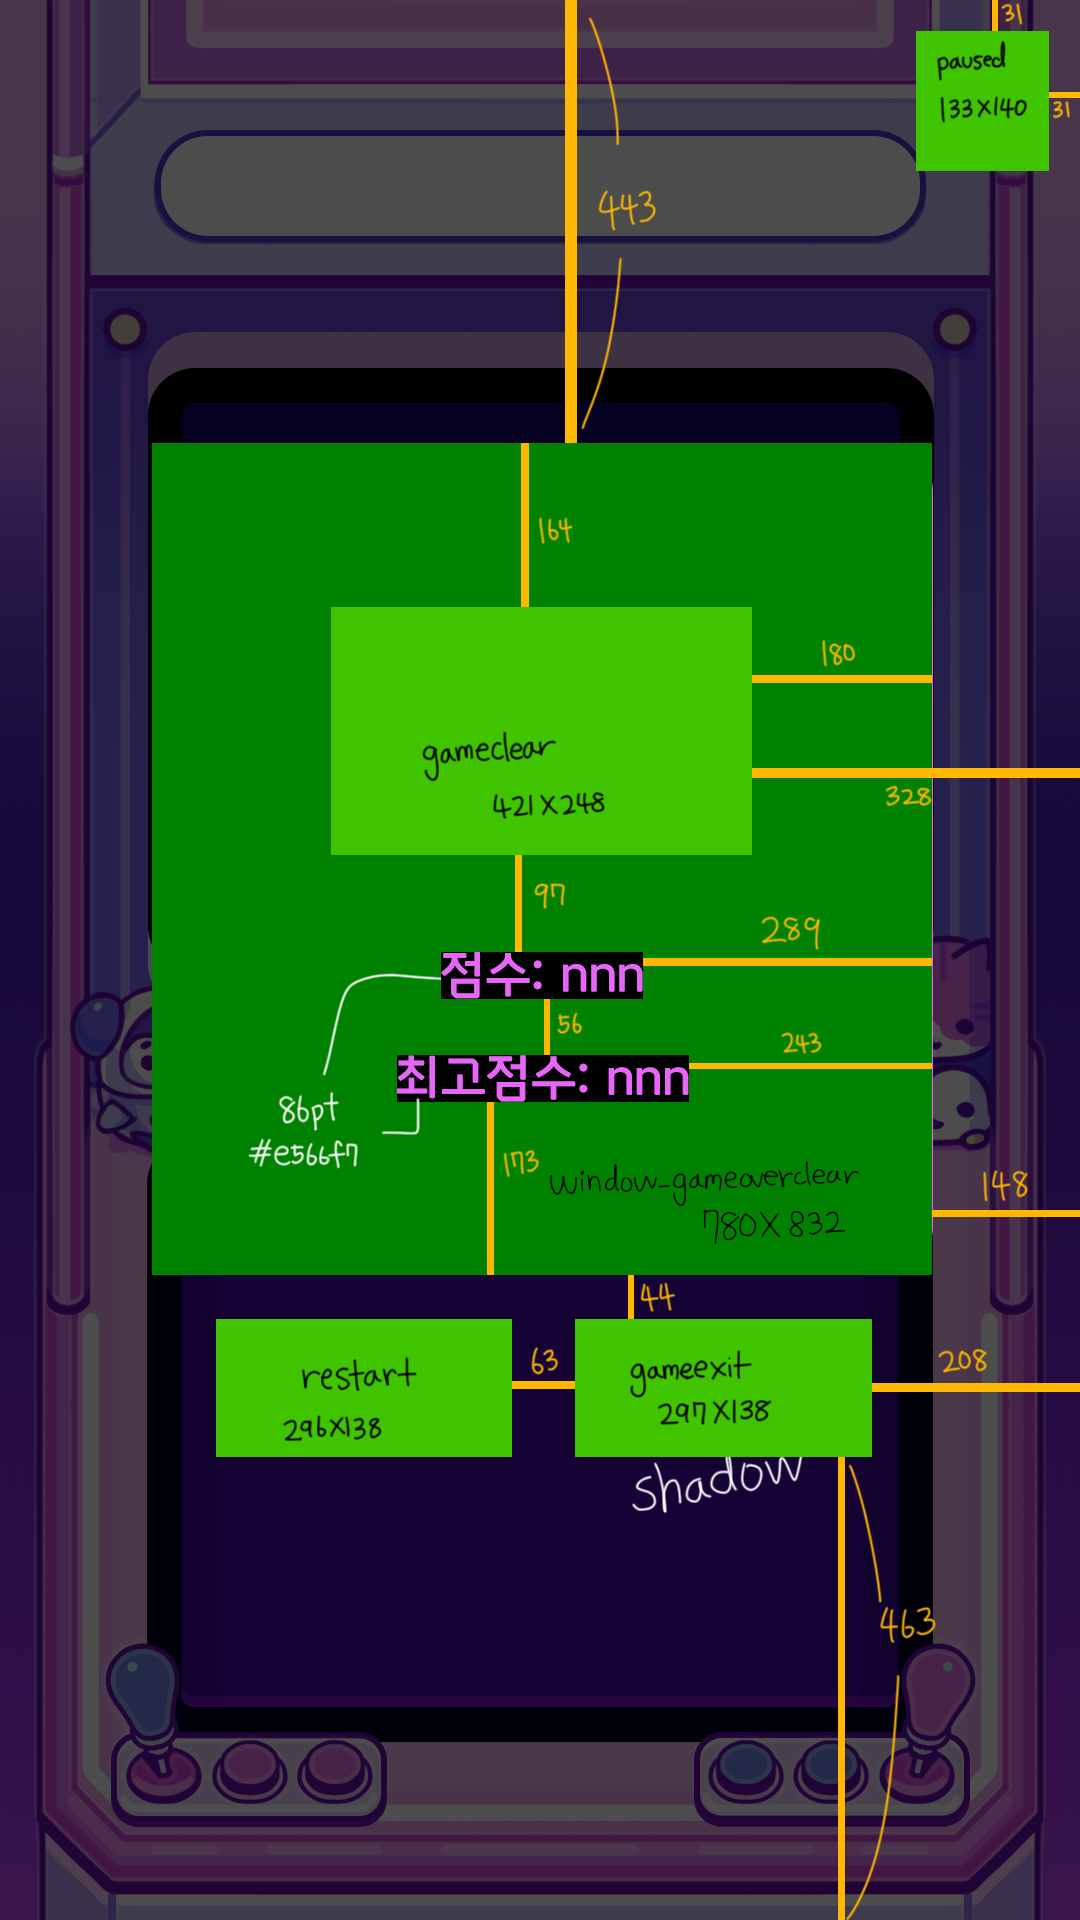 31
paused
133X140
31
443
164
180
gameclear
328
421X248
97
289
점수: nnn
56
243
최고점수: nnn
86pt
#e566f7
173
window_gameoverclear
148
780X832
44
restart
63
gameexit
208
296X138
297X138
shadow
463